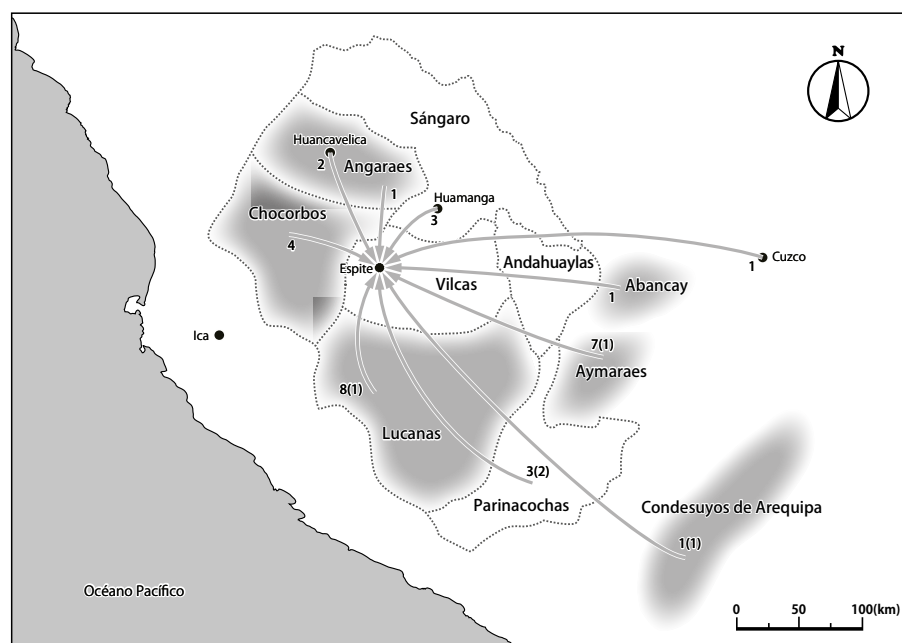 N
Sángaro
Huancavelica
2
Angaraes
1
Huamanga
3
Chocorbos
4
Espite
Andahuaylas
Cuzco
1
Vilcas
Abancay
1
Ica
7(1)
Aymaraes
8(1)
Lucanas
3(2)
Parinacochas
Condesuyos de Arequipa
1(1)
Océano Pacífico
0 50 100(km)